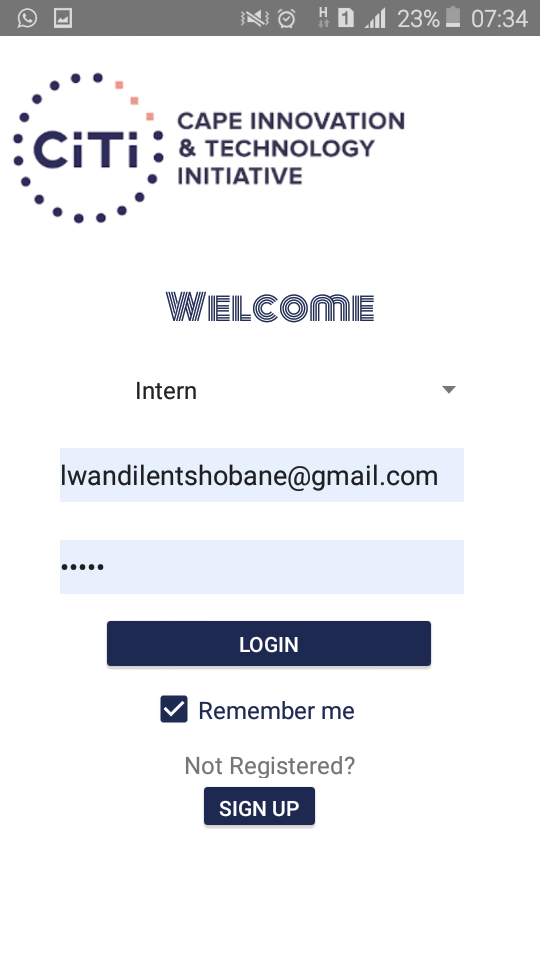 H 1 23% 07:34
CiTi
CAPE INNOVATION
& TECHNOLOGY
INITIATIVE
WELCOME
Intern
lwandilentshobane@gmail.com
•••••
LOGIN
Remember me
Not Registered?
SIGN UP